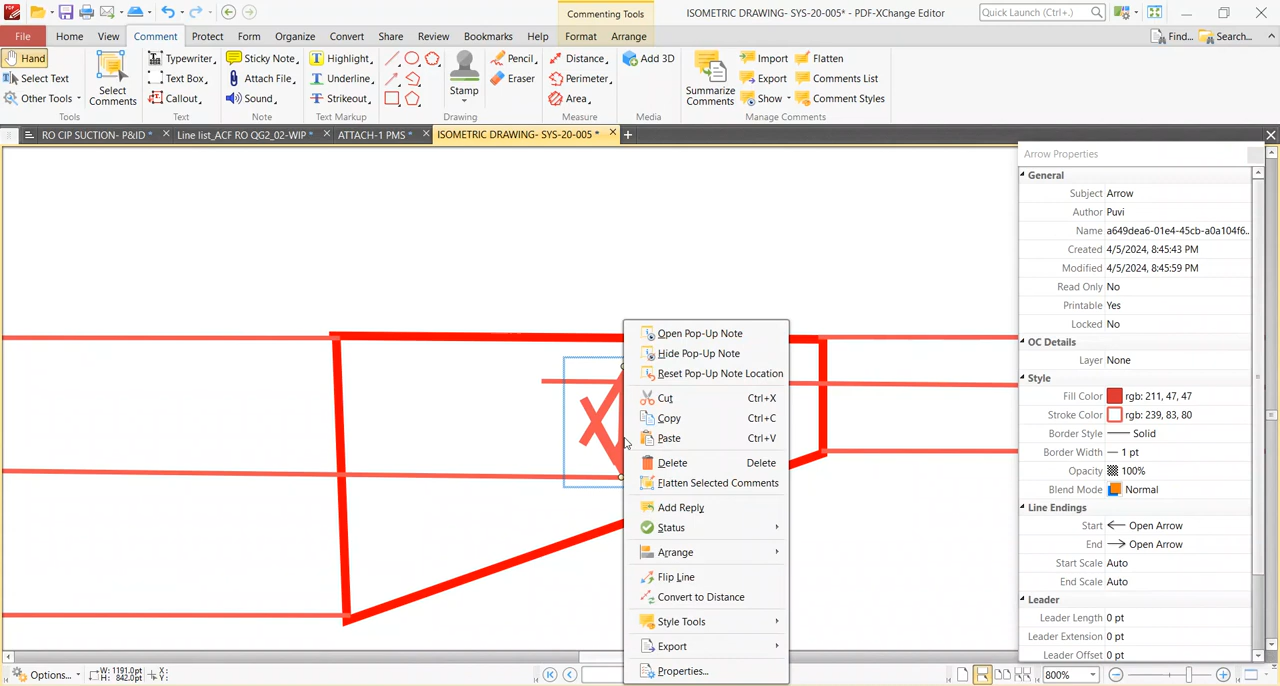 Commenting Tools
ISOMETRIC DRAWING- SYS-20-005* - PDF-XChange Editor
Quick Launch (Ctrl+.)
File Home View Comment Protect Form Organize Convert Share Review Bookmarks Help Format Arrange
Find... Search...
Hand
Select Text
Other Tools
Tools
Select Comments
Typewriter
Text Box
Callout
Text
Sticky Note
Attach File
Sound
Note
Highlight
Underline
Strikeout
Text Markup
Stamp
Pencil
Eraser
Drawing
Distance
Perimeter
Area
Measure
Add 3D
Media
Summarize Comments
Import
Export
Show
Flatten
Comments List
Comment Styles
Manage Comments
RO CIP SUCTION- P&ID *
Line list_ACF RO QG2_02-WIP *
ATTACH-1 PMS *
ISOMETRIC DRAWING- SYS-20-005 *
Open Pop-Up Note
Hide Pop-Up Note
Reset Pop-Up Note Location
Cut Ctrl+X
Copy Ctrl+C
Paste Ctrl+V
Delete Delete
Flatten Selected Comments
Add Reply
Status
Arrange
Flip Line
Convert to Distance
Style Tools
Export
Properties...
Arrow Properties
General
Subject Arrow
Author Puvi
Name a649dea6-01e4-45cb-a0a104f6..
Created 4/5/2024, 8:45:43 PM
Modified 4/5/2024, 8:45:59 PM
Read Only No
Printable Yes
Locked No
OC Details
Layer None
Style
Fill Color rgb: 211, 47, 47
Stroke Color rgb: 239, 83, 80
Border Style Solid
Border Width 1 pt
Opacity 100%
Blend Mode Normal
Line Endings
Start Open Arrow
End Open Arrow
Start Scale Auto
End Scale Auto
Leader
Leader Length 0 pt
Leader Extension 0 pt
Leader Offset 0 pt
Options...
W: 1191.0pt
H: 842.0pt
X:
Y:
800%